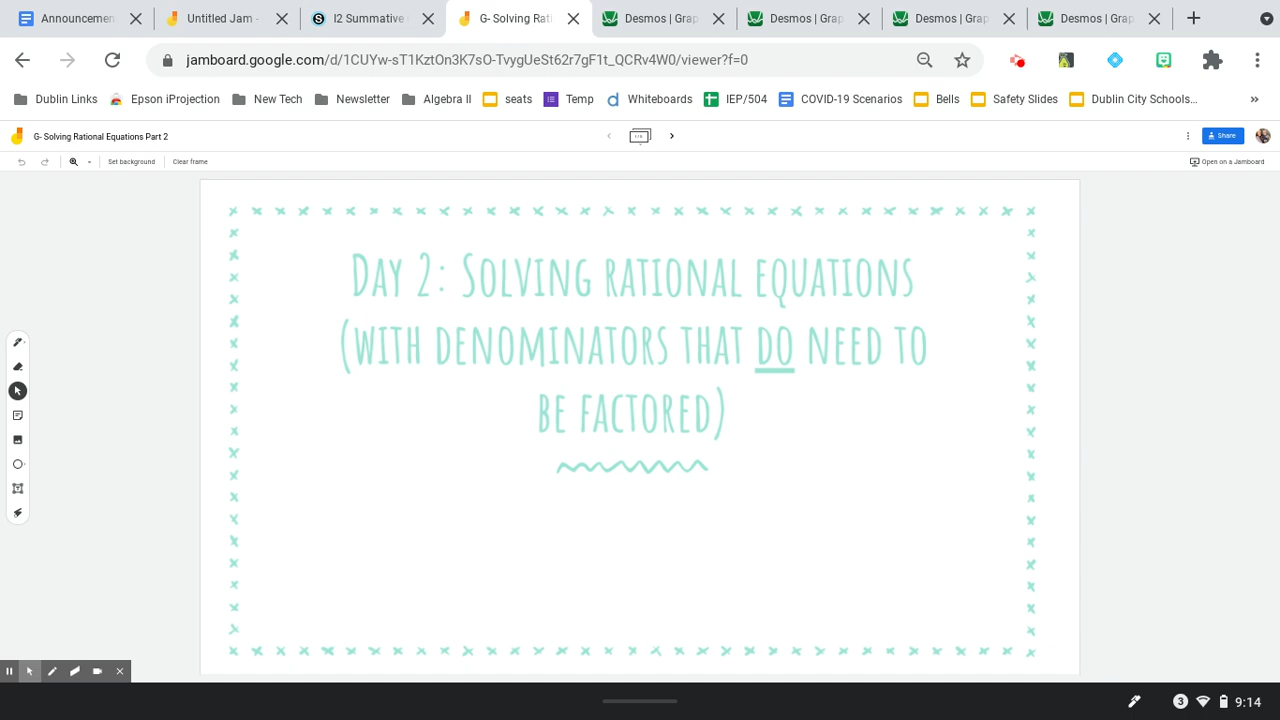 Announcemen
Untitled Jam -
I2 Summative
G- Solving Rati
Desmos | Grap
Desmos | Grap
Desmos | Grap
Desmos | Grap
jamboard.google.com/d/1CUYw-sT1KztOn3K7sO-TvygUeSt62r7gF1t_QCRv4W0/viewer?f=0
Dublin Links
Epson iProjection
New Tech
Newsletter
Algebra II
seats
Temp
Whiteboards
IEP/504
COVID-19 Scenarios
Bells
Safety Slides
Dublin City Schools...
G- Solving Rational Equations Part 2
Share
Set background
Clear frame
Open on a Jamboard
Day 2: Solving rational equations
(with denominators that do need to
be factored)
3
9:14